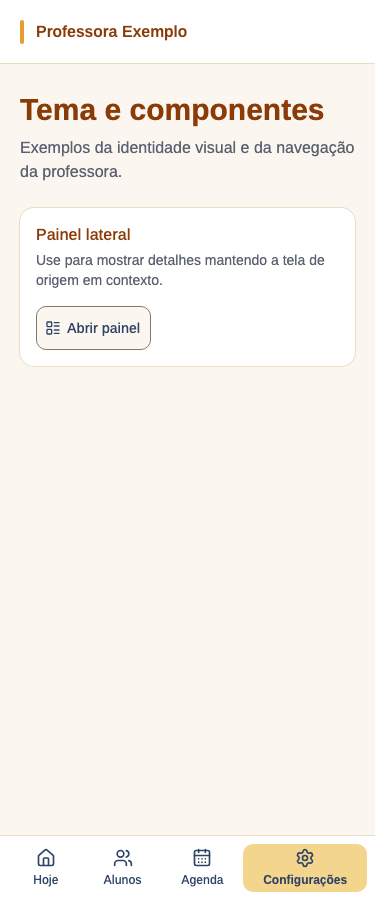 Professora Exemplo
Tema e componentes
Exemplos da identidade visual e da navegação
da professora.
Painel lateral
Use para mostrar detalhes mantendo a tela de
origem em contexto.
Abrir painel
Hoje
Alunos
Agenda
Configurações